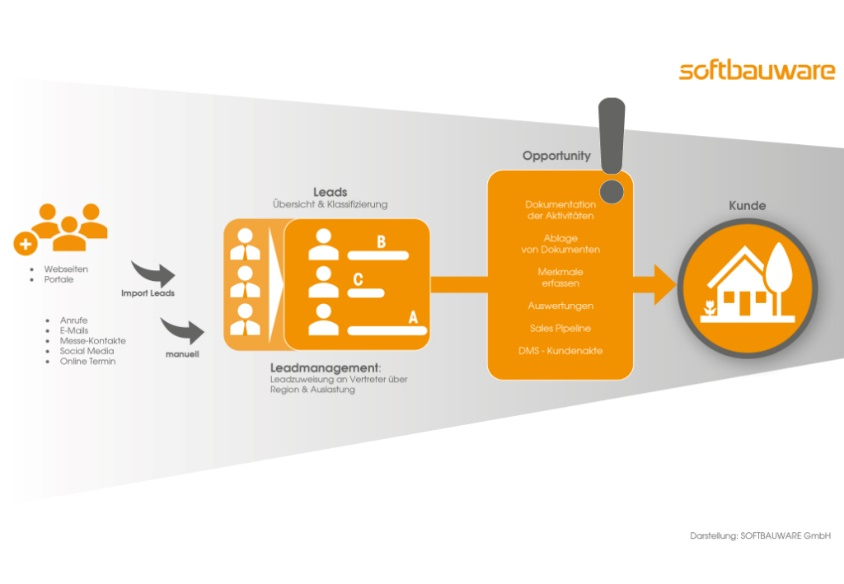 softbauware
Opportunity
Leads
Übersicht & Klassifizierung
Dokumentation
der Aktivitäten
Kunde
B
Ablage
von Dokumenten
Webseiten
Portale
Import Leads
C
Merkmale
erfassen
Auswertungen
Anrufe
E-Mails
Messe-Kontakte
Social Media
Online Termin
manuell
A
Sales Pipeline
DMS - Kundenakte
Leadmanagement:
Leadzuweisung an Vertreter über
Region & Auslastung
Darstellung: SOFTBAUWARE GmbH